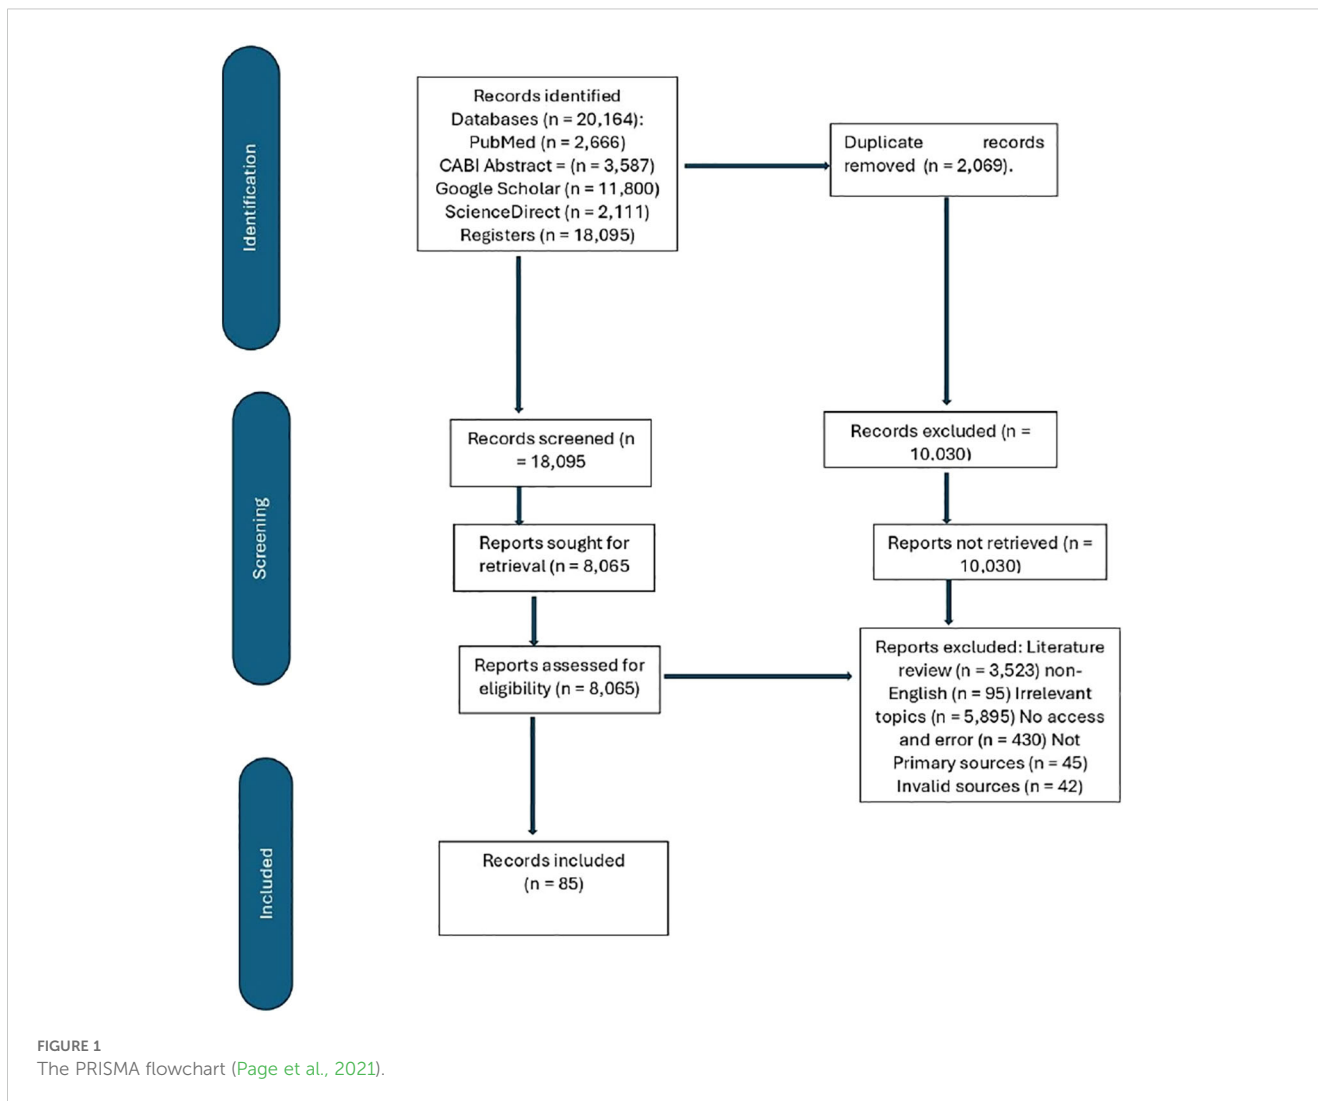 Identification
Records identified
Databases (n = 20,164):
PubMed (n = 2,666)
CABI Abstract = (n = 3,587)
Google Scholar (n = 11,800)
ScienceDirect (n = 2,111)
Registers (n = 18,095)
Duplicate records
removed (n = 2,069).
Screening
Records screened (n
= 18,095
Records excluded (n =
10,030)
Reports sought for
retrieval (n = 8,065
Reports not retrieved (n =
10,030)
Reports assessed for
eligibility (n = 8,065)
Reports excluded: Literature
review (n = 3,523) non-
English (n = 95) Irrelevant
topics (n = 5,895) No access
and error (n = 430) Not
Primary sources (n = 45)
Invalid sources (n = 42)
Included
Records included
(n = 85)
FIGURE 1
The PRISMA flowchart (Page et al., 2021).